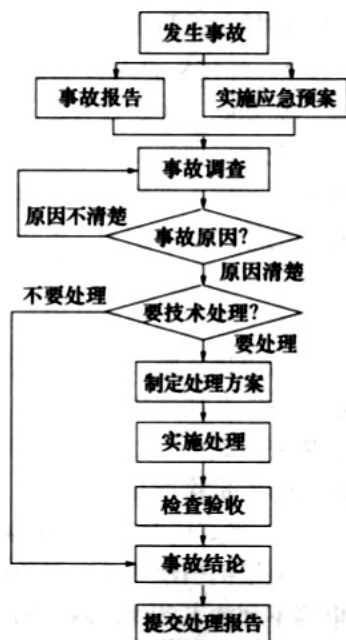 发生事故
事故报告
实施应急预案
事故调查
原因不清楚
事故原因?
原因清楚
不要处理
要技术处理?
要处理
制定处理方案
实施处理
检查验收
事故结论
提交处理报告